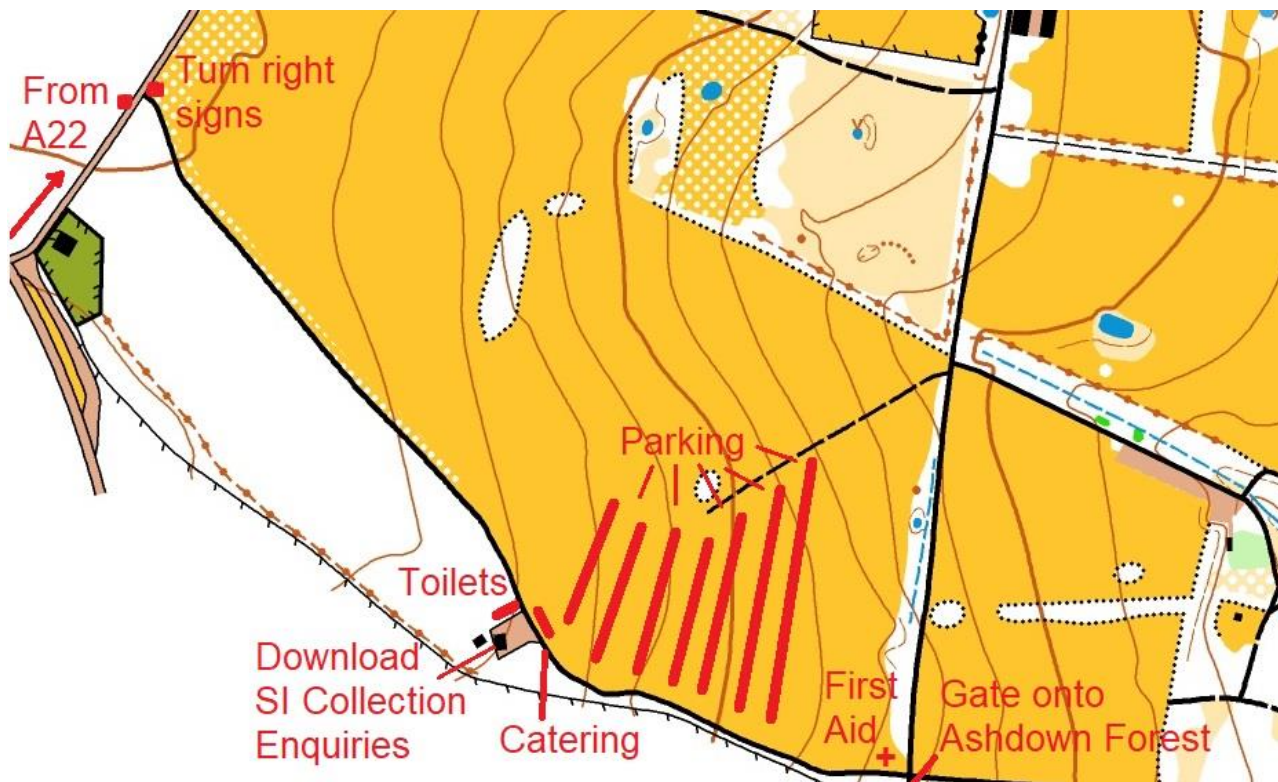 From
A22
Turn right
signs
Parking
Toilets
Download
SI Collection
Enquiries
Catering
First
Aid
Gate onto
Ashdown Forest